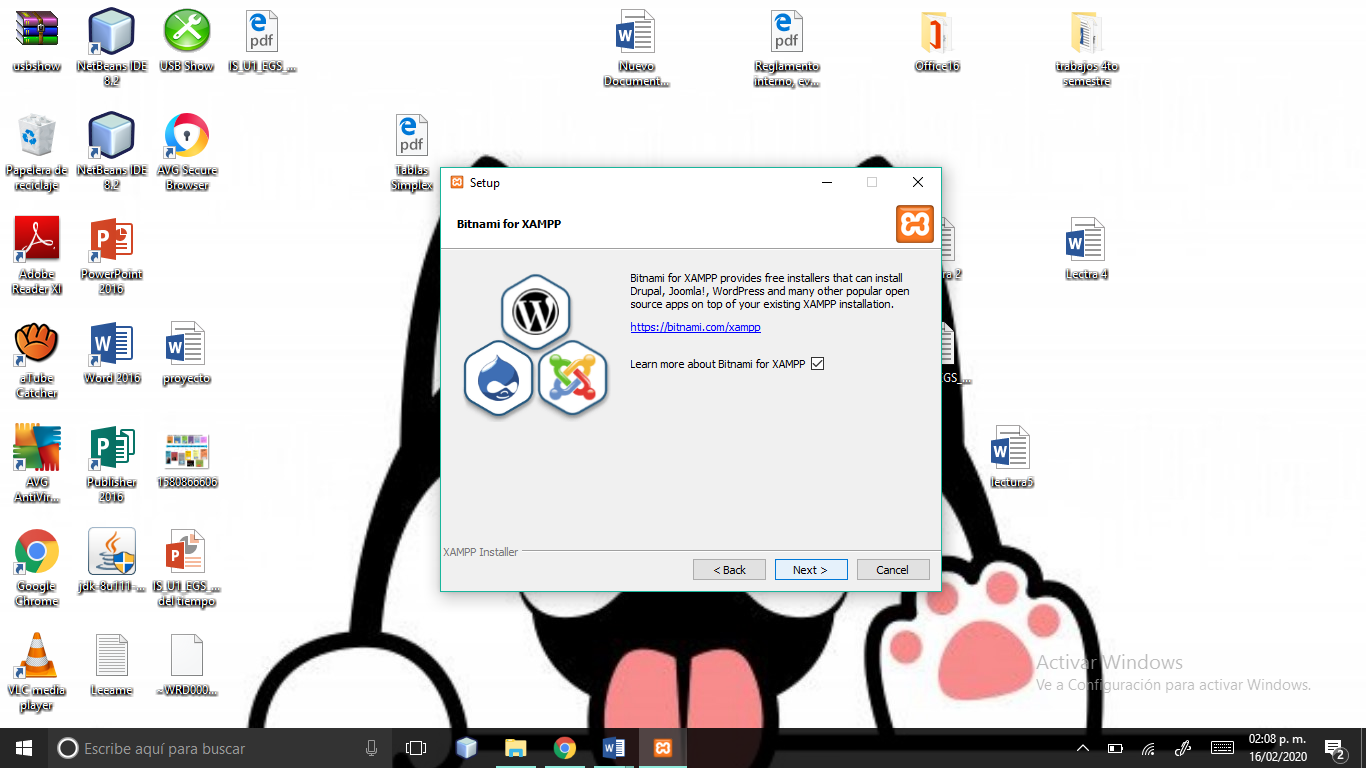 usbshow
NetBeans IDE
8.2
USB Show
IS_U1_EGS_...
Nuevo
Document...
Reglamento
interno, ev...
Office16
trabajos 4to
semestre
Papelera de
reciclaje
NetBeans IDE
8.2
AVG Secure
Browser
pdf
Tablas
Simplex
Adobe
Reader XI
PowerPoint
2016
Lectra 4
aTube
Catcher
Word 2016
proyecto
EGS_...
AVG
AntiVir...
Publisher
2016
1580866606
lectura5
Google
Chrome
jdk-8u111-...
IS_U1_EGS_...
del tiempo
VLC media
player
Leeame
~WRD000...
Setup
Bitnami for XAMPP
Bitnami for XAMPP provides free installers that can install
Drupal, Joomla!, WordPress and many other popular open
source apps on top of your existing XAMPP installation.
https://bitnami.com/xampp
Learn more about Bitnami for XAMPP
XAMPP Installer
< Back
Next >
Cancel
Activar Windows
Ve a Configuración para activar Windows.
Escribe aquí para buscar
02:08 p. m.
16/02/2020
2